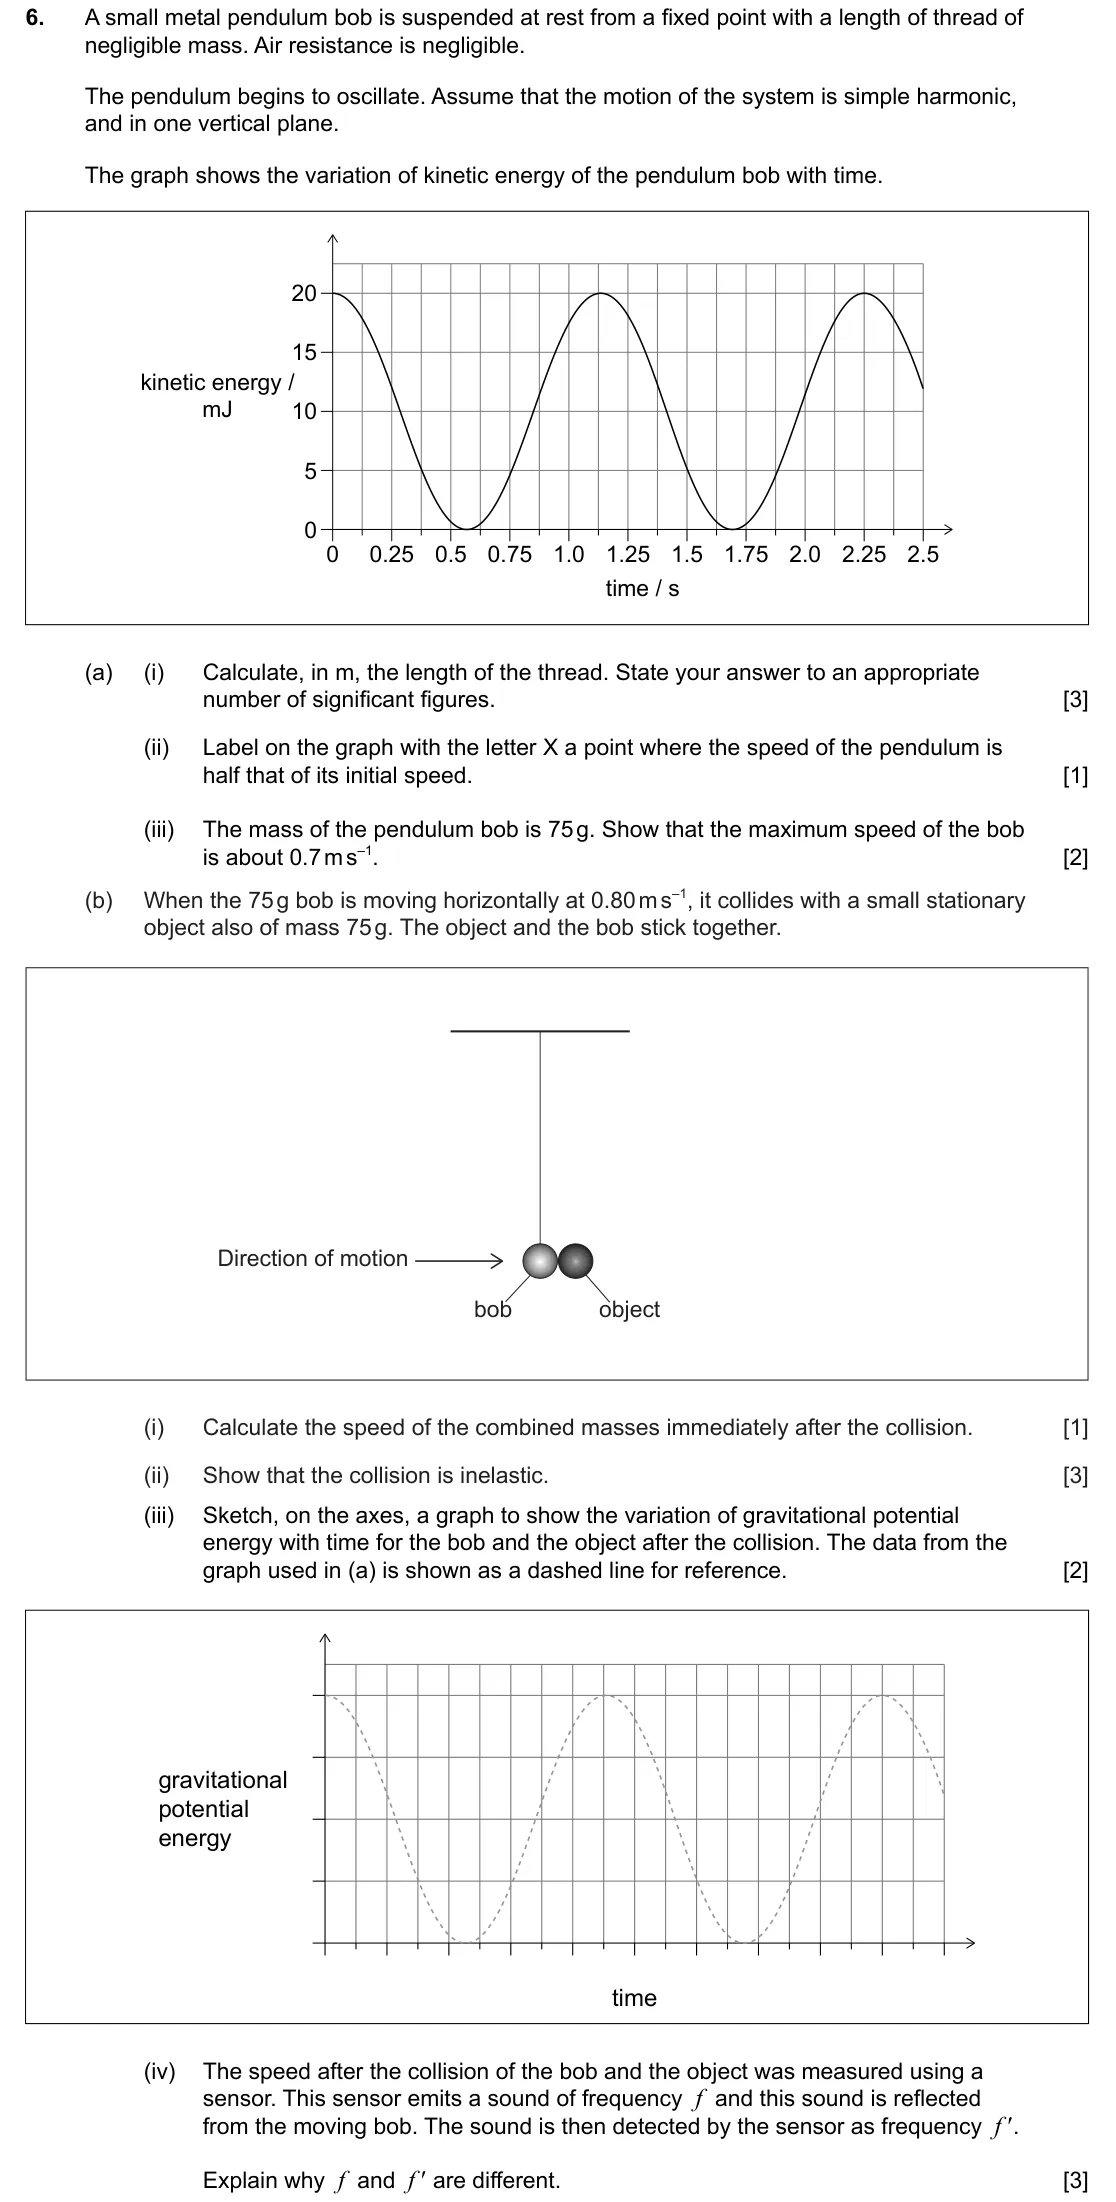 6. A small metal pendulum bob is suspended at rest from a fixed point with a length of thread of
negligible mass. Air resistance is negligible.
The pendulum begins to oscillate. Assume that the motion of the system is simple harmonic,
and in one vertical plane.
The graph shows the variation of kinetic energy of the pendulum bob with time.
20
15
kinetic energy /
mJ
10
5
0
0 0.25 0.5 0.75 1.0 1.25 1.5 1.75 2.0 2.25 2.5
time / s
(a) (i) Calculate, in m, the length of the thread. State your answer to an appropriate
number of significant figures. [3]
(ii) Label on the graph with the letter X a point where the speed of the pendulum is
half that of its initial speed. [1]
(iii) The mass of the pendulum bob is 75 g. Show that the maximum speed of the bob
is about 0.7 m s⁻¹. [2]
(b) When the 75 g bob is moving horizontally at 0.80 m s⁻¹, it collides with a small stationary
object also of mass 75 g. The object and the bob stick together.
Direction of motion
bob object
(i) Calculate the speed of the combined masses immediately after the collision. [1]
(ii) Show that the collision is inelastic. [3]
(iii) Sketch, on the axes, a graph to show the variation of gravitational potential
energy with time for the bob and the object after the collision. The data from the
graph used in (a) is shown as a dashed line for reference. [2]
gravitational
potential
energy
time
(iv) The speed after the collision of the bob and the object was measured using a
sensor. This sensor emits a sound of frequency f and this sound is reflected
from the moving bob. The sound is then detected by the sensor as frequency f′.
Explain why f and f′ are different. [3]